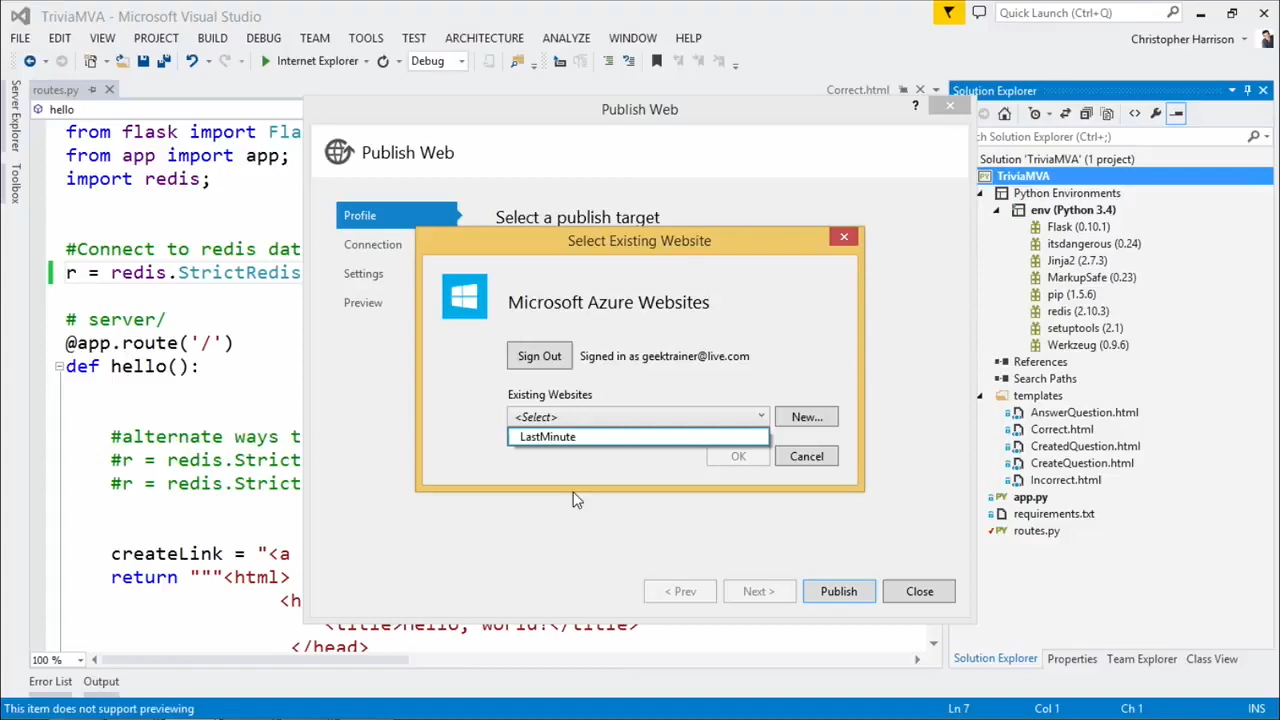 TriviaMVA - Microsoft Visual Studio
Quick Launch (Ctrl+Q)
FILE EDIT VIEW PROJECT BUILD DEBUG TEAM TOOLS TEST ARCHITECTURE ANALYZE WINDOW HELP
Christopher Harrison
Internet Explorer Debug
Server Explorer
Toolbox
routes.py
Correct.html
hello
from flask import Fla
from app import app;
import redis;
#Connect to redis dat
r = redis.StrictRedis
# server/
@app.route('/')
def hello():
#alternate ways t
#r = redis.Strict
#r = redis.Strict
createLink = "<a
return """<html>
<h
<title>Hello, world!</title>
</head>
100 %
Publish Web
?
Publish Web
Profile
Connection
Settings
Preview
Select a publish target
Select Existing Website
Microsoft Azure Websites
Sign Out Signed in as geektrainer@live.com
Existing Websites
<Select> New...
LastMinute
OK Cancel
< Prev Next > Publish Close
Solution Explorer
ch Solution Explorer (Ctrl+;)
Solution 'TriviaMVA' (1 project)
PY TriviaMVA
Python Environments
env (Python 3.4)
Flask (0.10.1)
itsdangerous (0.24)
Jinja2 (2.7.3)
MarkupSafe (0.23)
pip (1.5.6)
redis (2.10.3)
setuptools (2.1)
Werkzeug (0.9.6)
References
Search Paths
templates
AnswerQuestion.html
Correct.html
CreatedQuestion.html
CreateQuestion.html
Incorrect.html
PY app.py
requirements.txt
PY routes.py
Solution Explorer Properties Team Explorer Class View
Error List Output
This item does not support previewing Ln 7 Col 1 Ch 1 INS